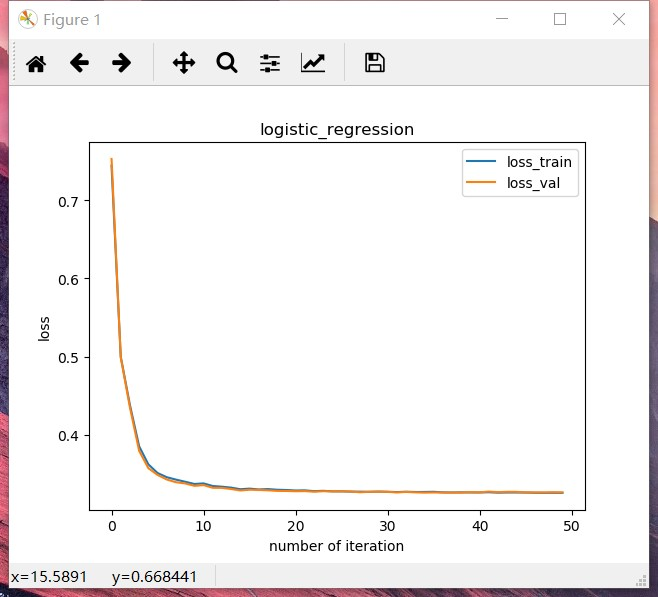 Figure 1
logistic_regression
loss_train
loss_val
0.7
0.6
0.5
0.4
loss
0 10 20 30 40 50
number of iteration
x=15.5891 y=0.668441